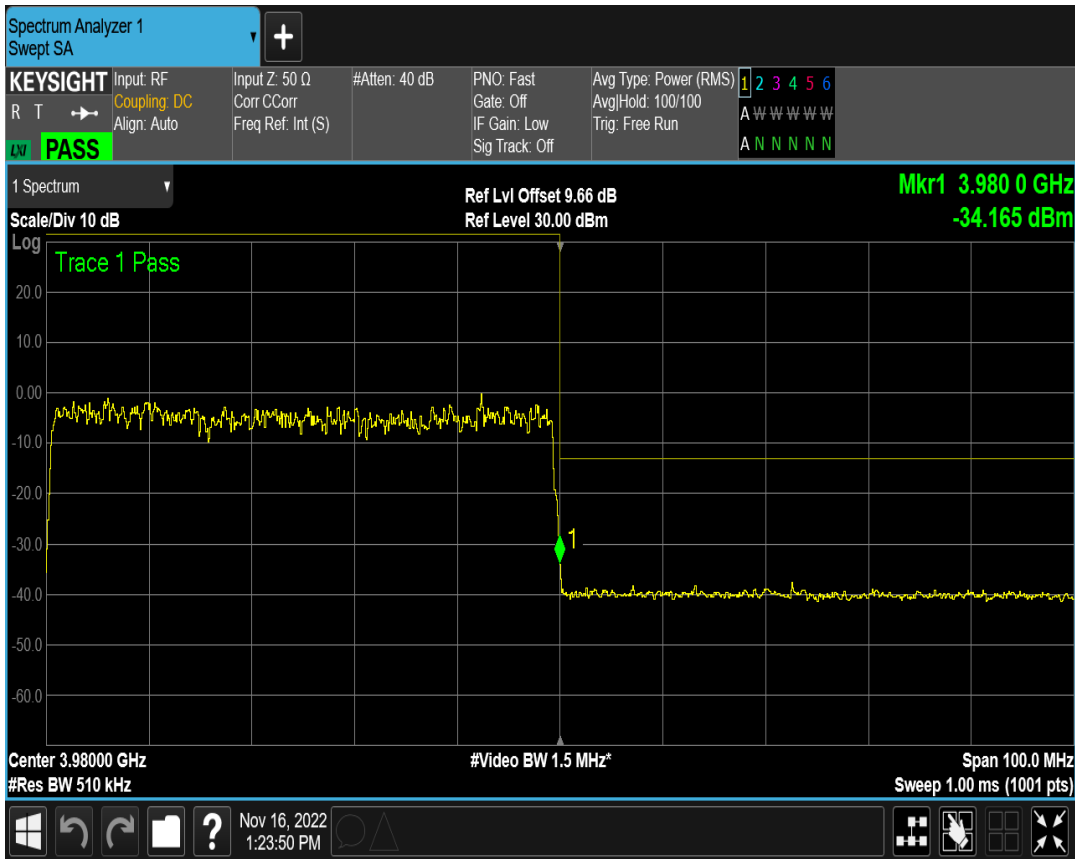 Spectrum Analyzer 1
Swept SA
+
KEYSIGHT Input: RF Input Z: 50 Ω #Atten: 40 dB PNO: Fast Avg Type: Power (RMS) 1 2 3 4 5 6
R T Coupling: DC Corr CCorr Gate: Off Avg|Hold: 100/100
Align: Auto Freq Ref: Int (S) IF Gain: Low Trig: Free Run A W W W W W
LXI PASS Sig Track: Off A N N N N N
1 Spectrum Ref Lvl Offset 9.66 dB Mkr1 3.980 0 GHz
Scale/Div 10 dB Ref Level 30.00 dBm -34.165 dBm
Log
Trace 1 Pass
20.0
10.0
0.00
-10.0
-20.0
-30.0
1
-40.0
-50.0
-60.0
Center 3.98000 GHz #Video BW 1.5 MHz* Span 100.0 MHz
#Res BW 510 kHz Sweep 1.00 ms (1001 pts)
? Nov 16, 2022
1:23:50 PM